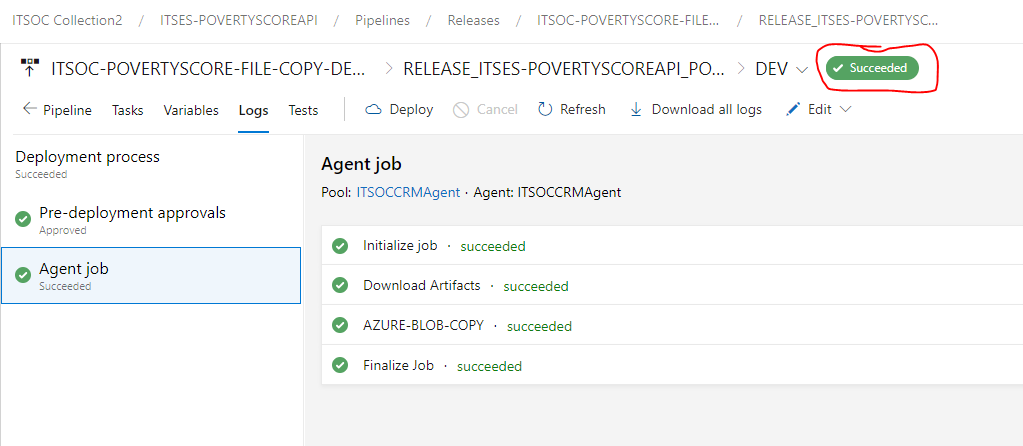 ITSOC Collection2 / ITSES-POVERTYSCOREAPI / Pipelines / Releases / ITSOC-POVERTYSCORE-FILE... / RELEASE_ITSES-POVERTYSC...
ITSOC-POVERTYSCORE-FILE-COPY-DE... > RELEASE_ITSES-POVERTYSCOREAPI_PO... > DEV Succeeded
Pipeline Tasks Variables Logs Tests Deploy Cancel Refresh Download all logs Edit
Deployment process
Succeeded
Pre-deployment approvals
Approved
Agent job
Succeeded
Agent job
Pool: ITSOCCRMAgent · Agent: ITSOCCRMAgent
Initialize job · succeeded
Download Artifacts · succeeded
AZURE-BLOB-COPY · succeeded
Finalize Job · succeeded